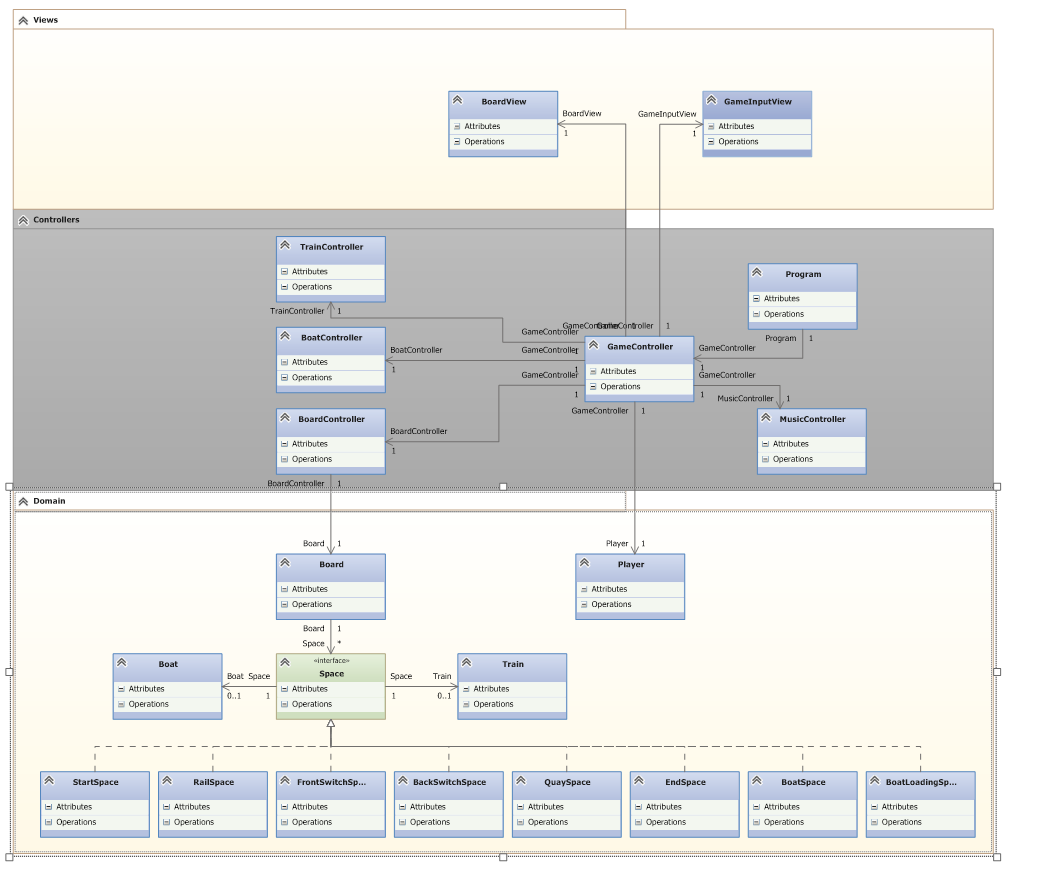 Views
BoardView
Attributes
Operations
GameInputView
Attributes
Operations
BoardView
1
GameInputView
1
Controllers
TrainController
Attributes
Operations
TrainController
1
Program
Attributes
Operations
Program
1
GameController
1
GameController
1
GameController
BoatController
Attributes
Operations
BoatController
1
GameController
1
GameController
1
GameController
Attributes
Operations
GameController
1
GameController
1
GameController
1
MusicController
1
MusicController
Attributes
Operations
GameController
1
BoardController
Attributes
Operations
BoardController
1
BoardController
1
Domain
Board
1
Player
1
Board
Attributes
Operations
Player
Attributes
Operations
Board
1
Space
*
Boat
Attributes
Operations
Boat
0..1
Space
1
«interface»
Space
Attributes
Operations
Space
1
Train
0..1
Train
Attributes
Operations
StartSpace
Attributes
Operations
RailSpace
Attributes
Operations
FrontSwitchSp...
Attributes
Operations
BackSwitchSpace
Attributes
Operations
QuaySpace
Attributes
Operations
EndSpace
Attributes
Operations
BoatSpace
Attributes
Operations
BoatLoadingSp...
Attributes
Operations